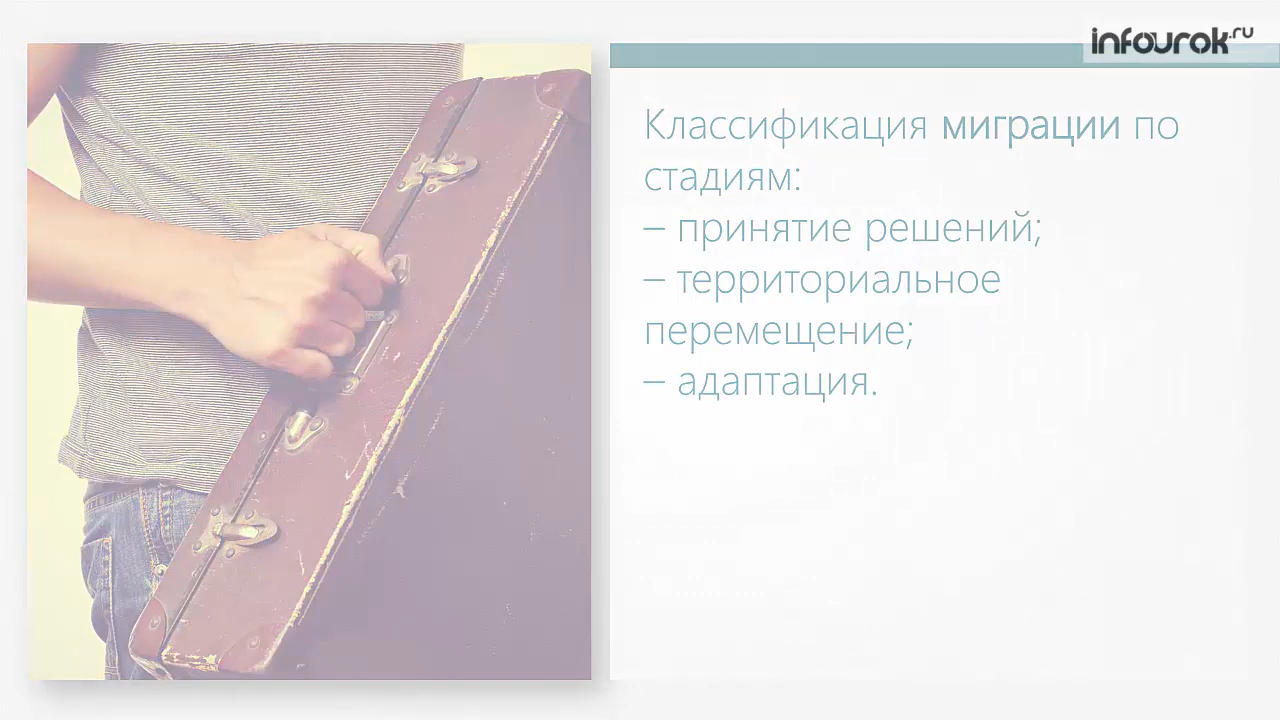 infourok.ru
Классификация миграции по
стадиям:
– принятие решений;
– территориальное
перемещение;
– адаптация.